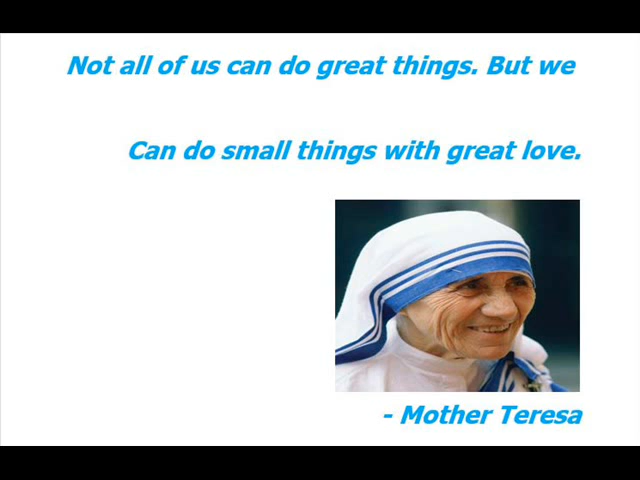 Not all of us can do great things. But we
Can do small things with great love.
- Mother Teresa